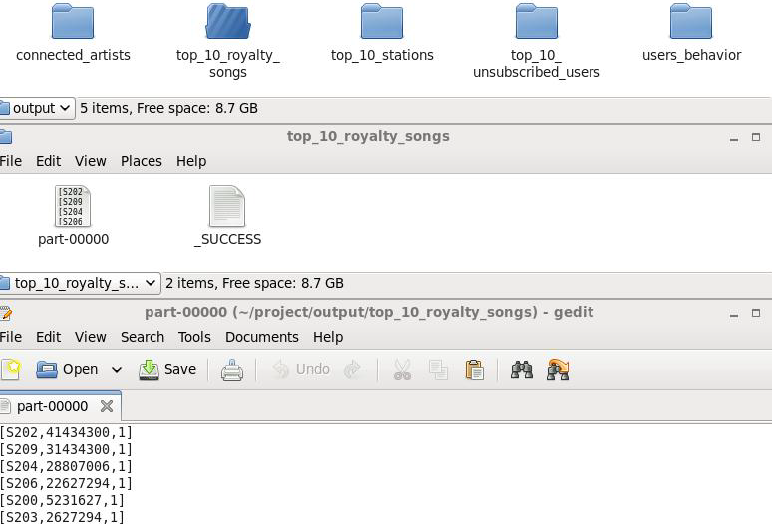 connected_artists
top_10_royalty_
songs
top_10_stations
top_10_
unsubscribed_users
users_behavior
output
5 items, Free space: 8.7 GB
top_10_royalty_songs
File Edit View Places Help
[S202
[S209
[S204
[S206
part-00000
_SUCCESS
top_10_royalty_s...
2 items, Free space: 8.7 GB
part-00000 (~/project/output/top_10_royalty_songs) - gedit
File Edit View Search Tools Documents Help
Open Save Undo
part-00000
[S202,41434300,1]
[S209,31434300,1]
[S204,28807006,1]
[S206,22627294,1]
[S200,5231627,1]
[S203,2627294,1]